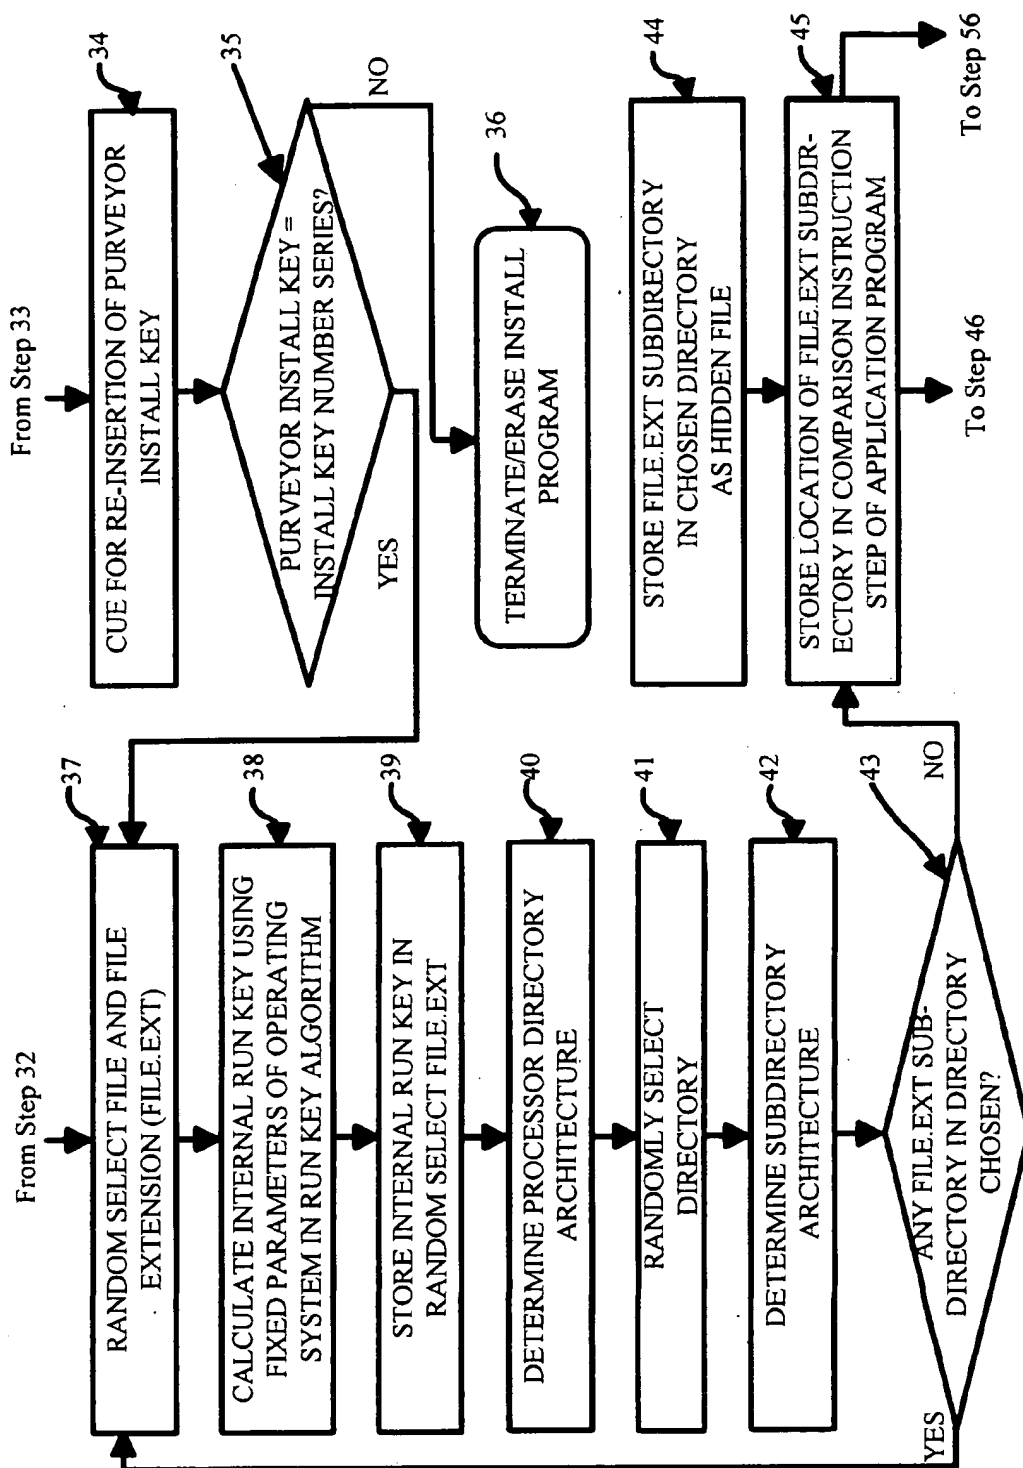 From Step 32
RANDOM SELECT FILE AND FILE
EXTENSION (FILE.EXT)
37
CALCULATE INTERNAL RUN KEY USING
FIXED PARAMETERS OF OPERATING
SYSTEM IN RUN KEY ALGORITHM
38
STORE INTERNAL RUN KEY IN
RANDOM SELECT FILE.EXT
39
DETERMINE PROCESSOR DIRECTORY
ARCHITECTURE
40
RANDOMLY SELECT
DIRECTORY
41
DETERMINE SUBDIRECTORY
ARCHITECTURE
42
ANY FILE.EXT SUB-
DIRECTORY IN DIRECTORY
CHOSEN?
43
YES
NO
From Step 33
CUE FOR RE-INSERTION OF PURVEYOR
INSTALL KEY
34
PURVEYOR INSTALL KEY =
INSTALL KEY NUMBER SERIES?
35
YES
NO
TERMINATE/ERASE INSTALL
PROGRAM
36
STORE FILE.EXT SUBDIRECTORY
IN CHOSEN DIRECTORY
AS HIDDEN FILE
44
STORE LOCATION OF FILE.EXT SUBDIR-
ECTORY IN COMPARISON INSTRUCTION
STEP OF APPLICATION PROGRAM
45
To Step 46
To Step 56